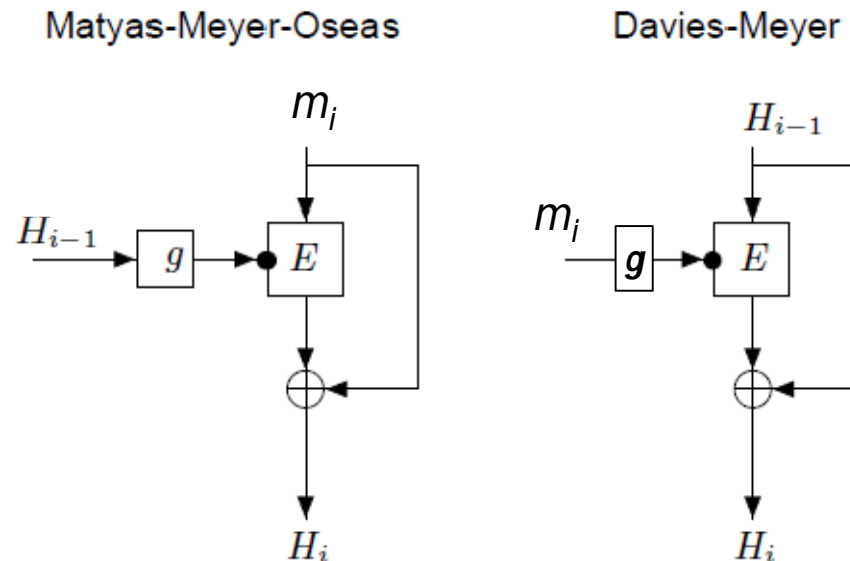 Matyas-Meyer-Oseas
m_i
H_{i-1}
g
E
H_i
Davies-Meyer
H_{i-1}
m_i
g
E
H_i